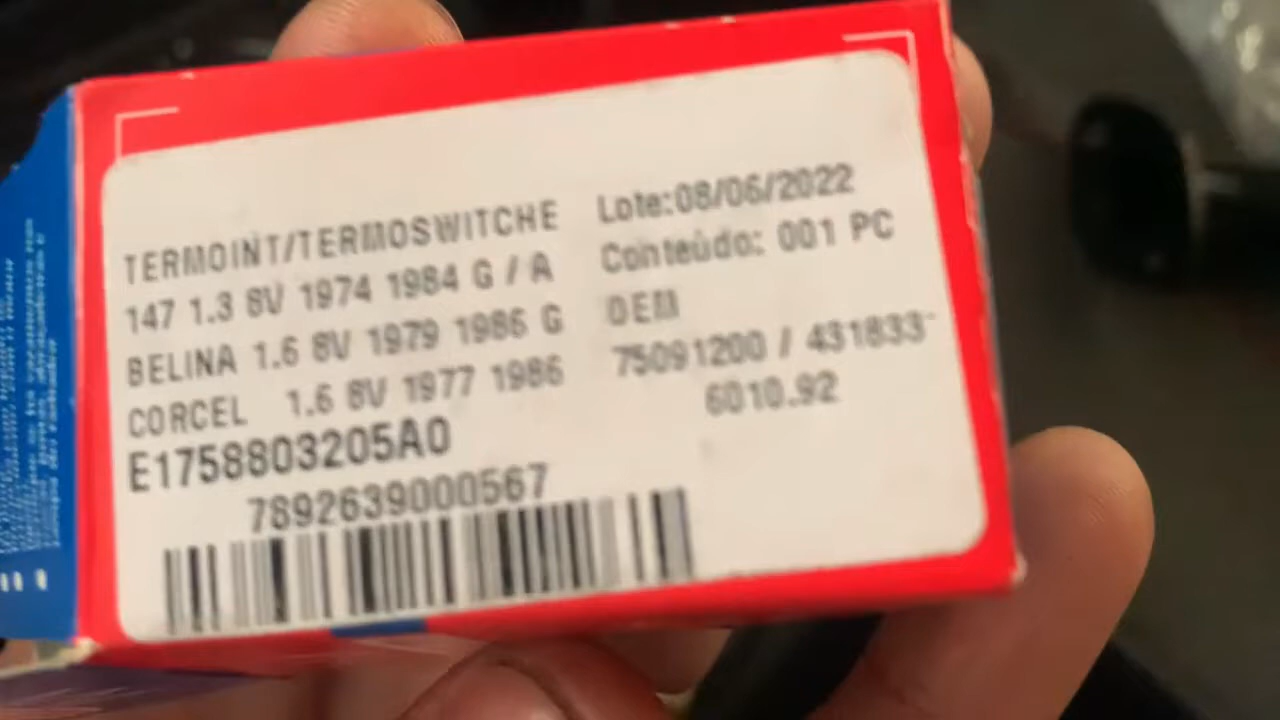 TERMOINT/TERMOSWITCHE
147 1.3 8V 1974 1984 G / A
BELINA 1.6 8V 1979 1986 G
CORCEL 1.6 8V 1977 1986
E1758803205A0
7892639000567
Lote:08/06/2022
Conteúdo: 001 PC
OEM
75091200 / 431833-
6010.92